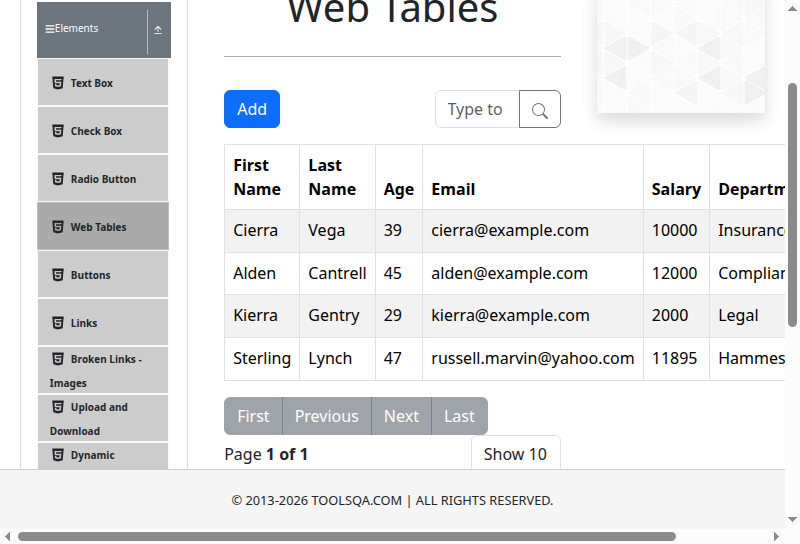 Web Tables
Elements
Text Box
Check Box
Radio Button
Web Tables
Buttons
Links
Broken Links -
Images
Upload and
Download
Dynamic
Add
Type to
First Name Last Name Age Email Salary Departm
Cierra Vega 39 cierra@example.com 10000 Insuranc
Alden Cantrell 45 alden@example.com 12000 Complian
Kierra Gentry 29 kierra@example.com 2000 Legal
Sterling Lynch 47 russell.marvin@yahoo.com 11895 Hammes
First Previous Next Last
Page 1 of 1
Show 10
© 2013-2026 TOOLSQA.COM | ALL RIGHTS RESERVED.